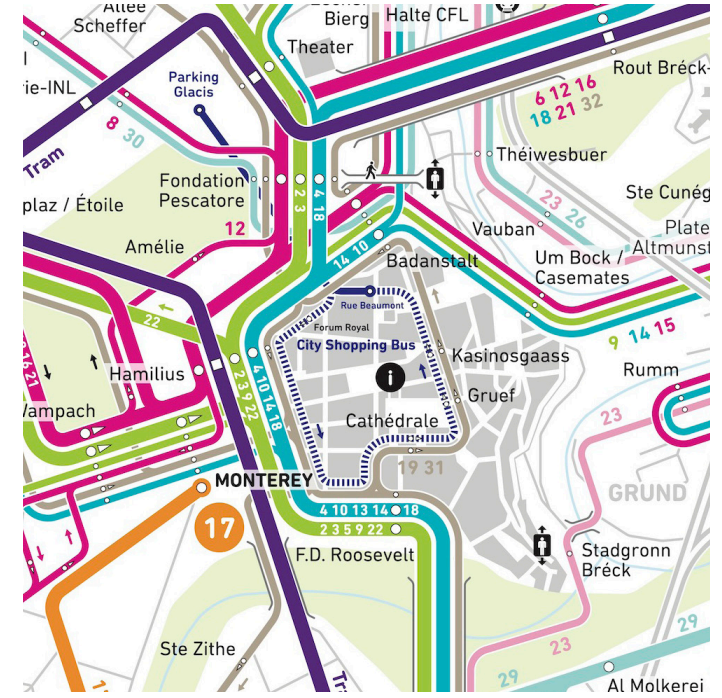 Allée
Scheffer
Bierg
Halte CFL
Theater
Rout Bréck-
rie-INL
Parking
Glacis
6 12 16
18 21 32
8 30
Tram
Théiwesbuer
Fondation
Pescatore
2 3
4 18
23 26
Ste Cunég
plaz / Étoile
12
Vauban
Plate
Altmunst
Amélie
14 10
Badanstalt
Um Bock /
Casemates
22
Rue Beaumont
Forum Royal
City Shopping Bus
9 14 15
Kasinosgaass
Rumm
16 21
Hamilius
2 3 9 22
4 10 14 18
i
Gruef
Wampach
Cathédrale
23
19 31
MONTEREY
GRUND
17
4 10 13 14 18
2 3 5 9 22
F.D. Roosevelt
Stadgronn
Bréck
29
Ste Zithe
23
29
Al Molkerei